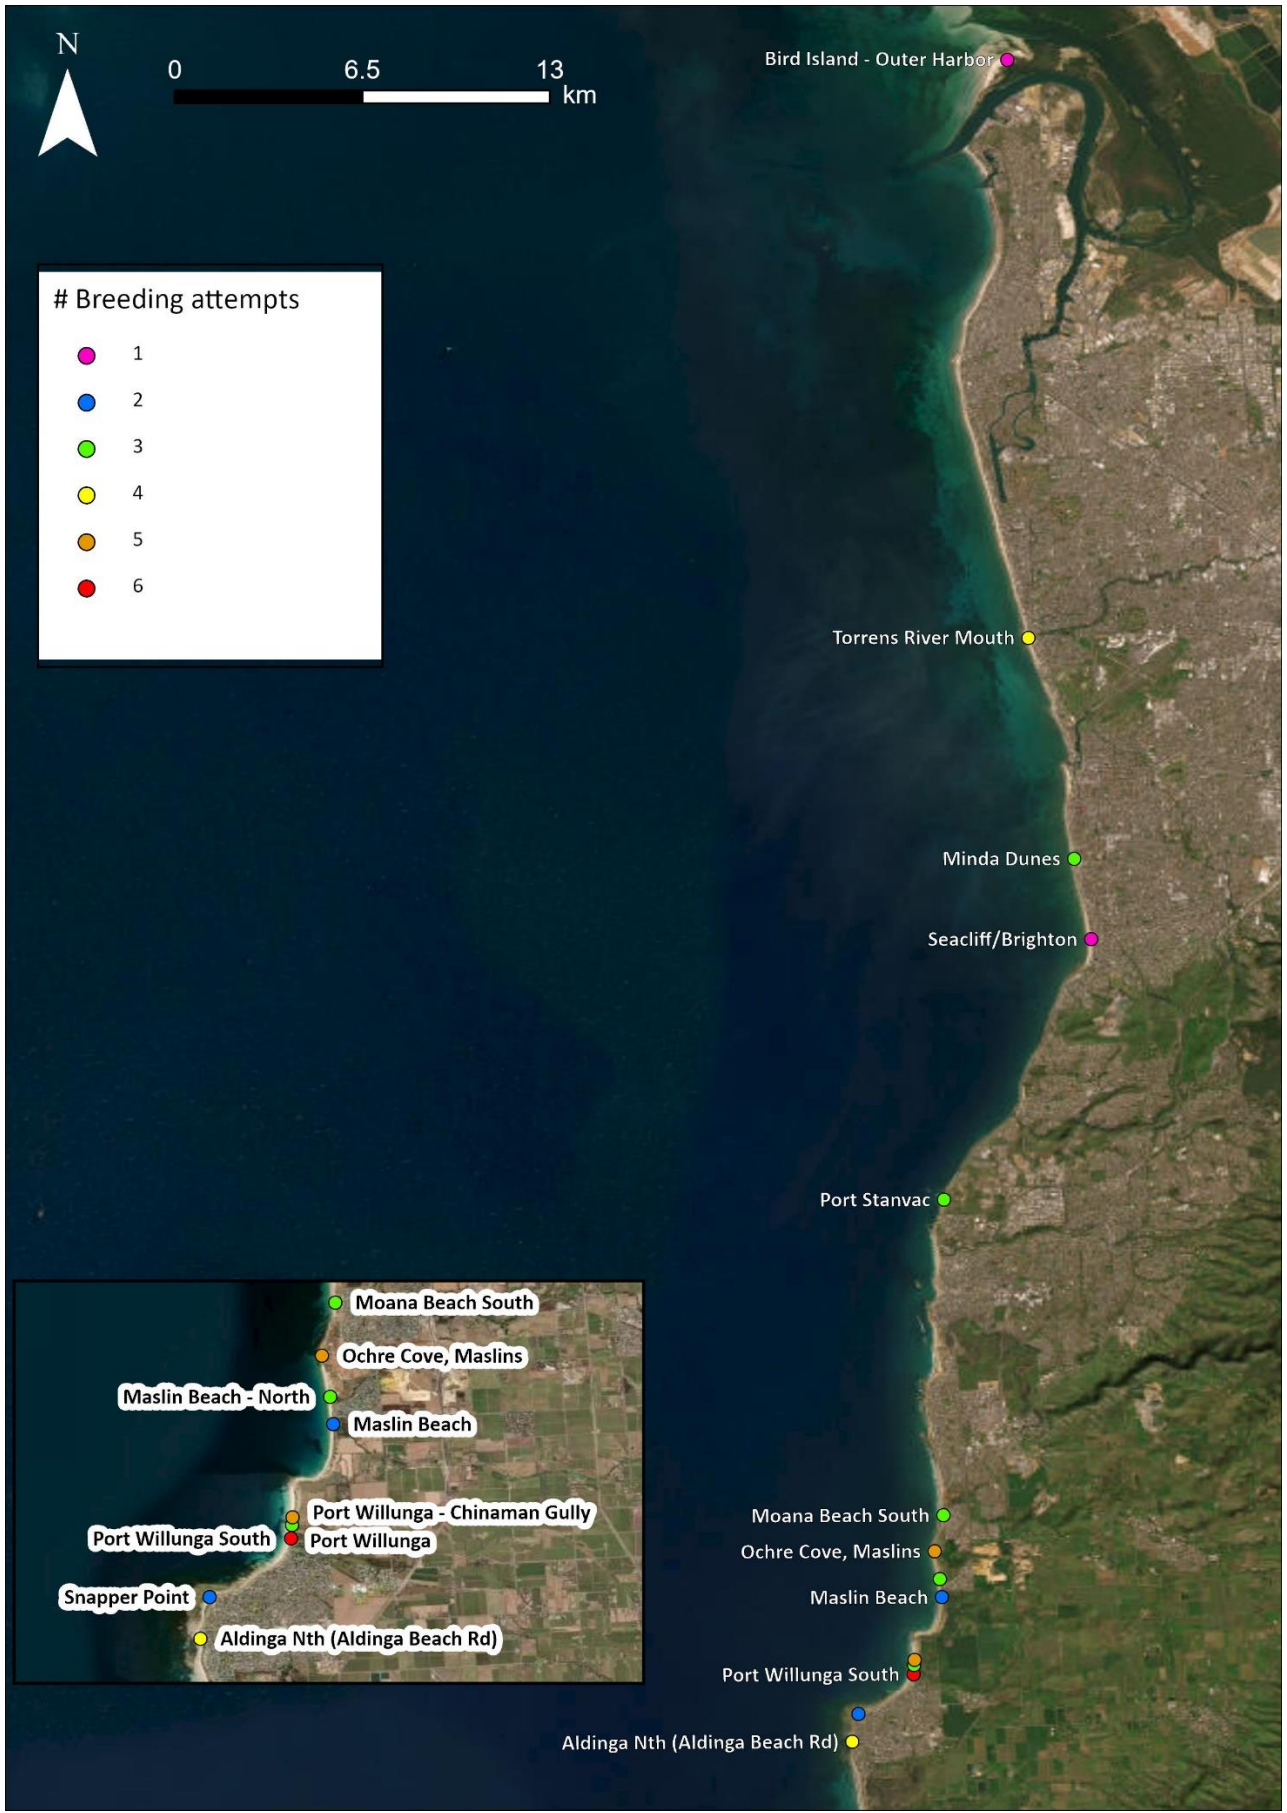 N
0 6.5 13
km
Bird Island - Outer Harbor
# Breeding attempts
1
2
3
4
5
6
Torrens River Mouth
Minda Dunes
Seacliff/Brighton
Port Stanvac
Moana Beach South
Ochre Cove, Maslins
Maslin Beach - North
Maslin Beach
Port Willunga - Chinaman Gully
Port Willunga South
Port Willunga
Snapper Point
Aldinga Nth (Aldinga Beach Rd)
Moana Beach South
Ochre Cove, Maslins
Maslin Beach
Port Willunga South
Aldinga Nth (Aldinga Beach Rd)